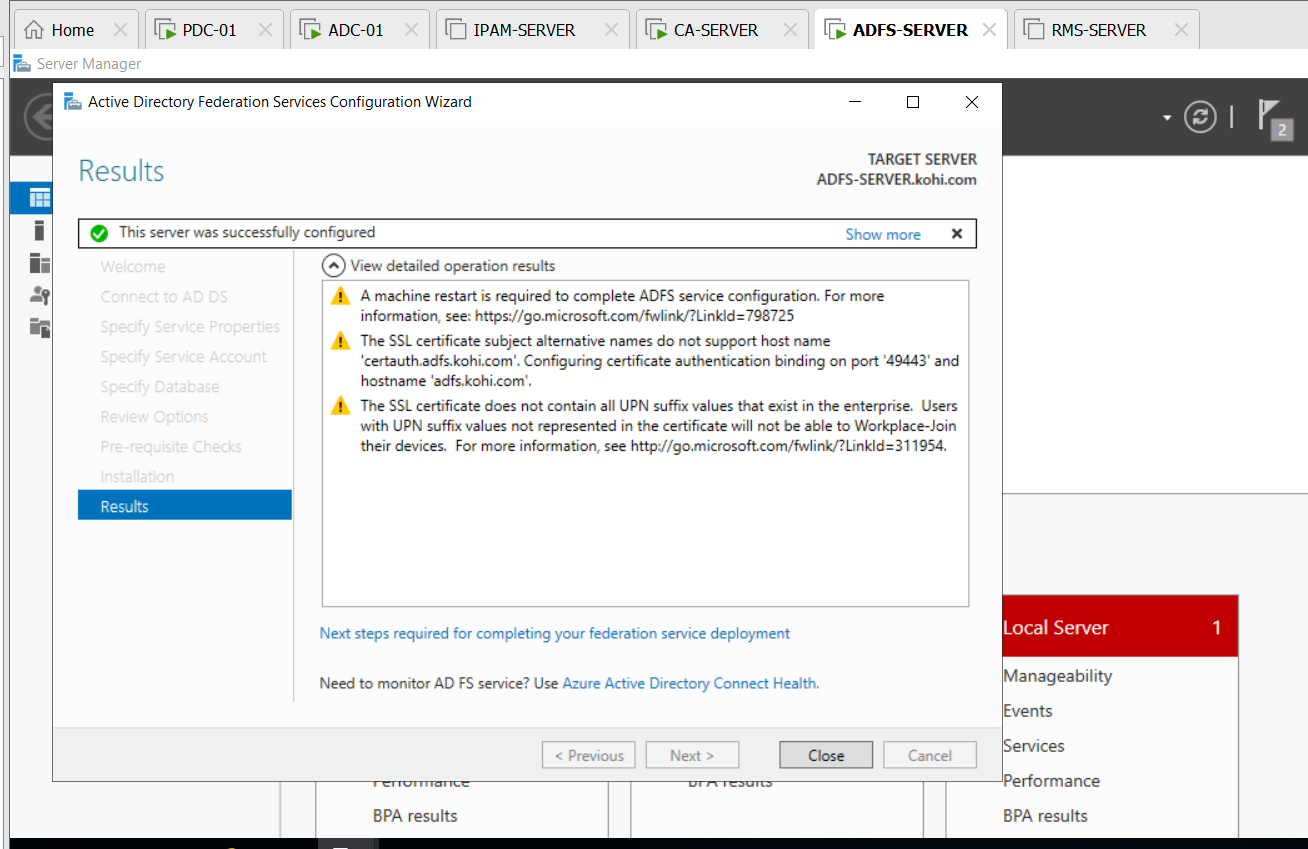 Home
PDC-01
ADC-01
IPAM-SERVER
CA-SERVER
ADFS-SERVER
RMS-SERVER
Server Manager
Active Directory Federation Services Configuration Wizard
2
Results
TARGET SERVER
ADFS-SERVER.kohi.com
This server was successfully configured
Show more
Welcome
Connect to AD DS
Specify Service Properties
Specify Service Account
Specify Database
Review Options
Pre-requisite Checks
Installation
Results
View detailed operation results
A machine restart is required to complete ADFS service configuration. For more
information, see: https://go.microsoft.com/fwlink/?LinkId=798725
The SSL certificate subject alternative names do not support host name
'certauth.adfs.kohi.com'. Configuring certificate authentication binding on port '49443' and
hostname 'adfs.kohi.com'.
The SSL certificate does not contain all UPN suffix values that exist in the enterprise.  Users
with UPN suffix values not represented in the certificate will not be able to Workplace-Join
their devices.  For more information, see http://go.microsoft.com/fwlink/?LinkId=311954.
Next steps required for completing your federation service deployment
Need to monitor AD FS service? Use Azure Active Directory Connect Health.
< Previous
Next >
Close
Cancel
Local Server 1
Manageability
Events
Services
Performance
BPA results
Performance
BPA results
BPA results